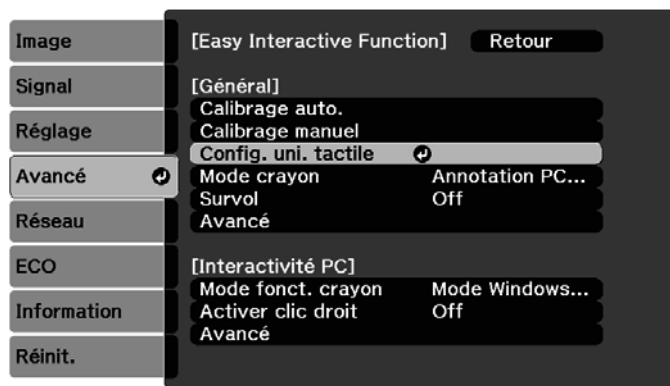 Image
Signal
Réglage
Avancé
Réseau
ECO
Information
Réinit.
[Easy Interactive Function] Retour
[Général]
Calibrage auto.
Calibrage manuel
Config. uni. tactile
Mode crayon Annotation PC...
Survol Off
Avancé
[Interactivité PC]
Mode fonct. crayon Mode Windows...
Activer clic droit Off
Avancé